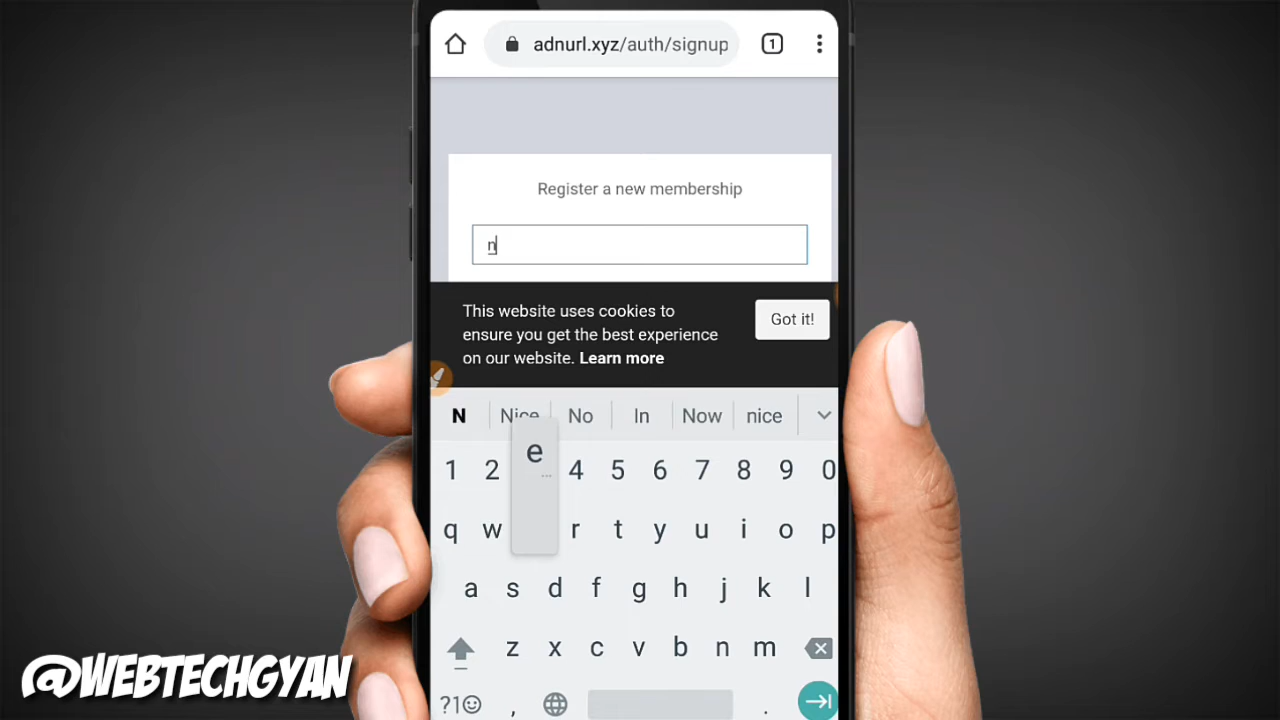 adnurl.xyz/auth/signup 1
Register a new membership
n
This website uses cookies to
ensure you get the best experience
on our website. Learn more
Got it!
N Nice No In Now nice
e
1 2 4 5 6 7 8 9 0
q w r t y u i o p
a s d f g h j k l
z x c v b n m
?1☺ , .
@WEBTECHGYAN